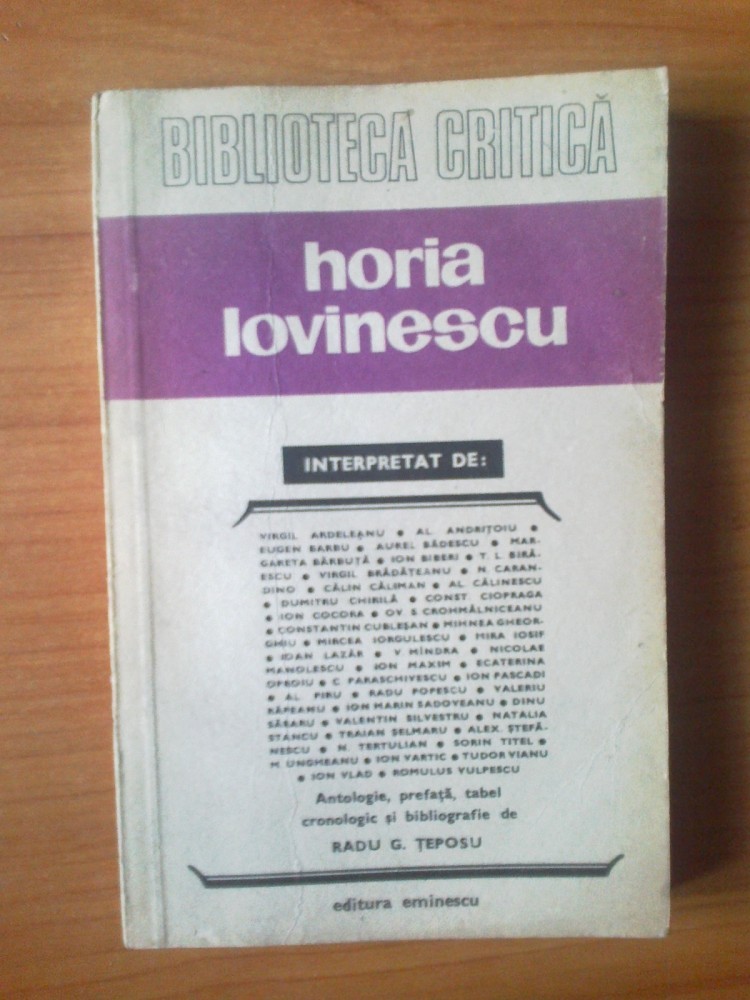 BIBLIOTECA CRITICĂ
horia
lovinescu
INTERPRETAT DE:
VIRGIL ARDELEANU • AL. ANDRIȚOIU •
EUGEN BARBU • AUREL BĂDESCU • MAR-
GARETA BĂRBUȚĂ • ION BIBERI • T. L. BIRĂ-
ESCU • VIRGIL BRĂDĂȚEANU • N. CARAN-
DINO • CĂLIN CĂLIMAN • AL. CĂLINESCU
• DUMITRU CHIRILĂ • CONST. CIOPRAGA
• ION COCORA • OV. S. CROHMĂLNICEANU
• CONSTANTIN CUBLEȘAN • MIHNEA GHEOR-
GHIU • MIRCEA IORGULESCU • MIRA IOSIF
• IOAN LAZĂR • V. MÎNDRA • NICOLAE
MANOLESCU • ION MAXIM • ECATERINA
OPROIU • C. PARASCHIVESCU • ION PASCADI
• AL. PIRU • RADU POPESCU • VALERIU
RÂPEANU • ION MARIN SADOVEANU • DINU
SĂRARU • VALENTIN SILVESTRU • NATALIA
STANCU • TRAIAN ȘELMARU • ALEX. ȘTEFĂ-
NESCU • N. TERTULIAN • SORIN TITEL •
M. UNGHEANU • ION VARTIC • TUDOR VIANU
• ION VLAD • ROMULUS VULPESCU
Antologie, prefață, tabel
cronologic și bibliografie de
RADU G. ȚEPOSU
editura eminescu